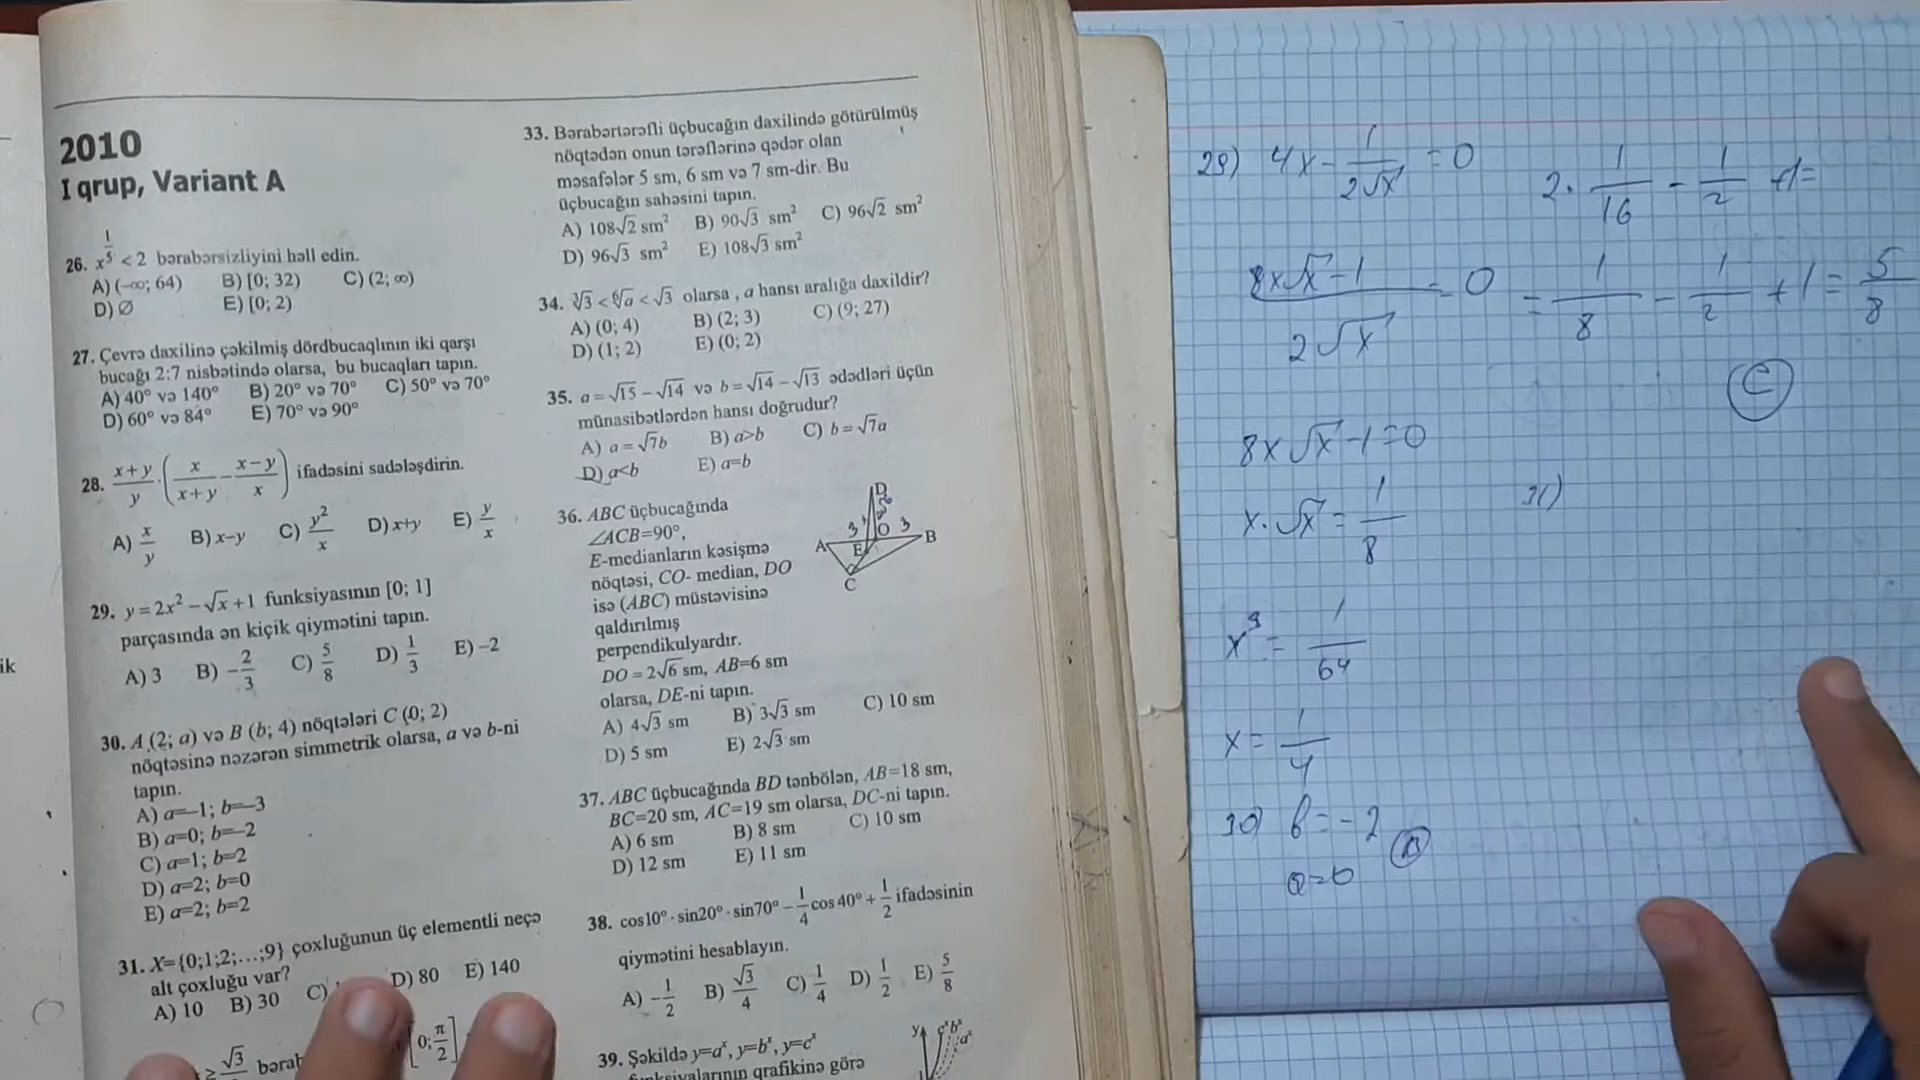 2010
I qrup, Variant A
26. x^{1/5} < 2 bərabərsizliyini həll edin.
A) (-∞; 64) B) [0; 32) C) (2; ∞)
D) ∅ E) [0; 2)
27. Çevrə daxilinə çəkilmiş dördbucaqlının iki qarşı
bucağı 2:7 nisbətində olarsa, bu bucaqları tapın.
A) 40° və 140° B) 20° və 70° C) 50° və 70°
D) 60° və 84° E) 70° və 90°
28. (x+y)/y · (x/(x+y) - (x-y)/x) ifadəsini sadələşdirin.
A) x/y B) x-y C) y²/x D) x+y E) y/x
29. y = 2x² - √x + 1 funksiyasının [0; 1]
parçasında ən kiçik qiymətini tapın.
A) 3 B) -2/3 C) 5/8 D) 1/3 E) -2
30. A (2; a) və B (b; 4) nöqtələri C (0; 2)
nöqtəsinə nəzərən simmetrik olarsa, a və b-ni
tapın.
A) a=-1; b=-3
B) a=0; b=-2
C) a=1; b=2
D) a=2; b=0
E) a=2; b=2
31. X={0;1;2;...;9} çoxluğunun üç elementli neçə
alt çoxluğu var?
A) 10 B) 30 C) D) 80 E) 140
≥ √3 [0; π/2]
33. Bərabərtərəfli üçbucağın daxilində götürülmüş
nöqtədən onun tərəflərinə qədər olan
məsafələr 5 sm, 6 sm və 7 sm-dir. Bu
üçbucağın sahəsini tapın.
A) 108√2 sm² B) 90√3 sm² C) 96√2 sm²
D) 96√3 sm² E) 108√3 sm²
34. ∛3 < ⁶√a < √3 olarsa , a hansı aralığa daxildir?
A) (0; 4) B) (2; 3) C) (9; 27)
D) (1; 2) E) (0; 2)
35. a = √15 - √14 və b = √14 - √13 ədədləri üçün
münasibətlərdən hansı doğrudur?
A) a = √7b B) a>b C) b = √7a
D) a<b E) a=b
36. ABC üçbucağında
∠ACB=90°,
E-medianların kəsişmə
nöqtəsi, CO- median, DO
isə (ABC) müstəvisinə
qaldırılmış
perpendikulyardır.
DO = 2√6 sm, AB=6 sm
olarsa, DE-ni tapın.
A) 4√3 sm B) 3√3 sm C) 10 sm
D) 5 sm E) 2√3 sm
D
3 O 3
A E B
C
37. ABC üçbucağında BD tənbölən, AB=18 sm,
BC=20 sm, AC=19 sm olarsa, DC-ni tapın.
A) 6 sm B) 8 sm C) 10 sm
D) 12 sm E) 11 sm
38. cos10° · sin20° · sin70° - 1/4 cos40° + 1/2 ifadəsinin
qiymətini hesablayın.
A) -1/2 B) √3/4 C) 1/4 D) 1/2 E) 5/8
39. Şəkildə y=aˣ, y=bˣ, y=cˣ
qrafikinə görə
y cˣ bˣ aˣ
ik
29) 4x - 1/(2√x) = 0
(8x√x - 1)/(2√x) = 0
8x√x - 1 = 0
x·√x = 1/8
x³ = 1/64
x = 1/4
30) b = -2
a = 0
2 · 1/16 - 1/2 + 1 =
= 1/8 - 1/2 + 1 = 5/8
C
31)